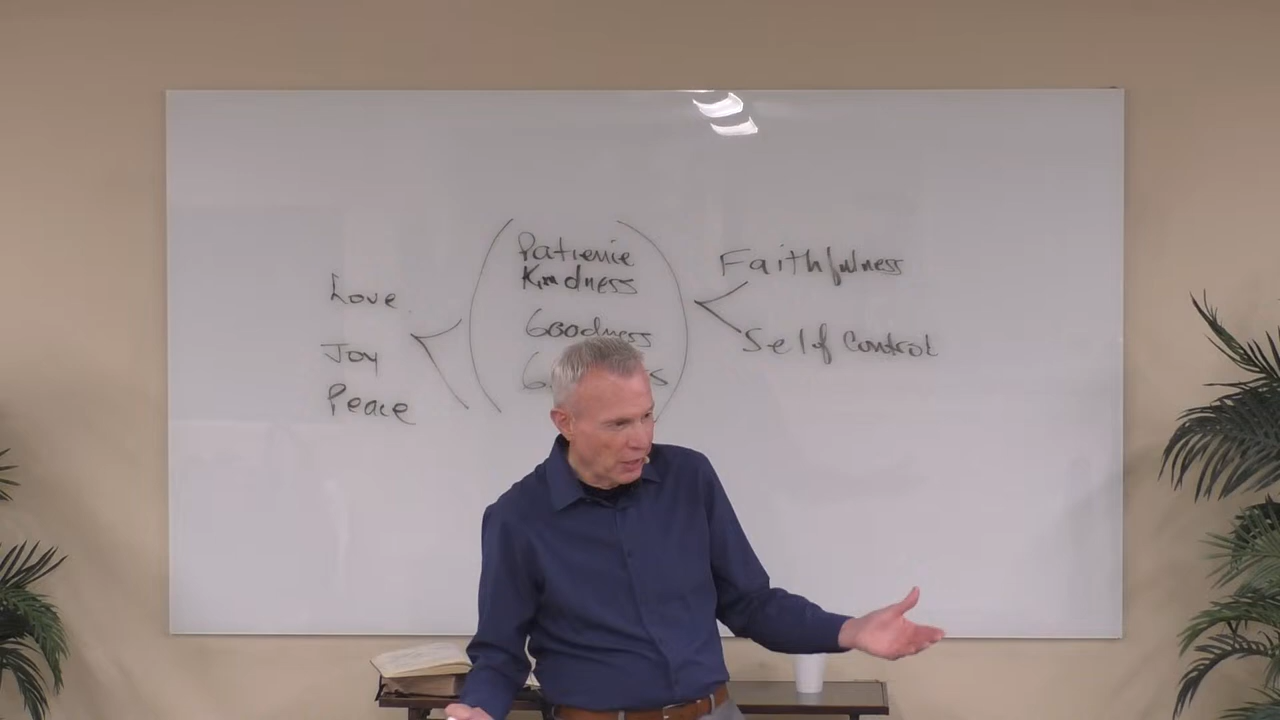 Love
Joy
Peace
Patience
Kindness
Goodness
Faithfulness
Self Control